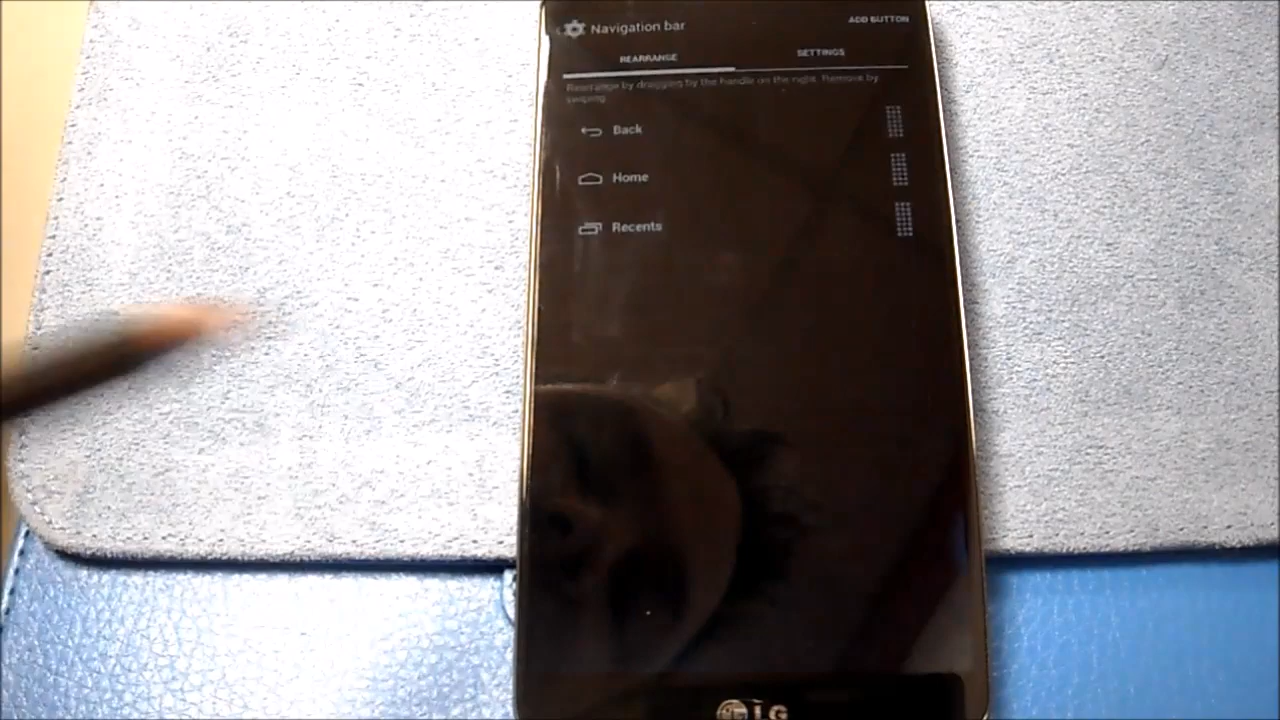 Navigation bar
ADD BUTTON
REARRANGE
SETTINGS
Rearrange by dragging by the handle on the right. Remove by
swiping.
Back
Home
Recents
LG